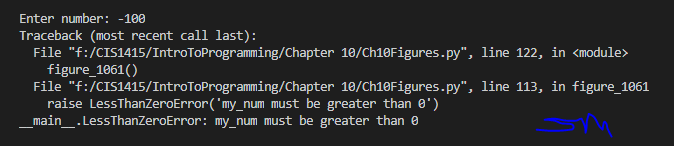 Enter number: -100
Traceback (most recent call last):
  File "f:/CIS1415/IntroToProgramming/Chapter 10/Ch10Figures.py", line 122, in <module>
    figure_1061()
  File "f:/CIS1415/IntroToProgramming/Chapter 10/Ch10Figures.py", line 113, in figure_1061
    raise LessThanZeroError('my_num must be greater than 0')
__main__.LessThanZeroError: my_num must be greater than 0